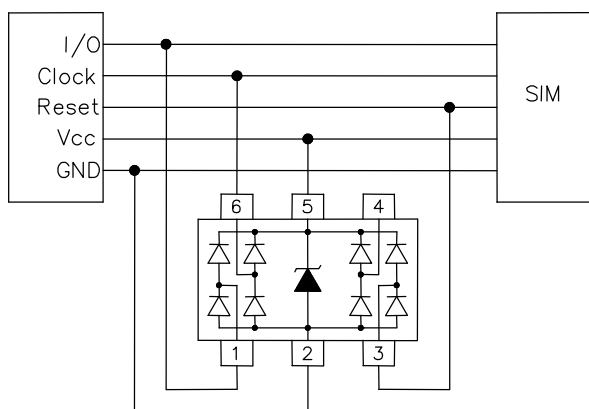 I/O
Clock
Reset
Vcc
GND
SIM
6 5 4
1 2 3